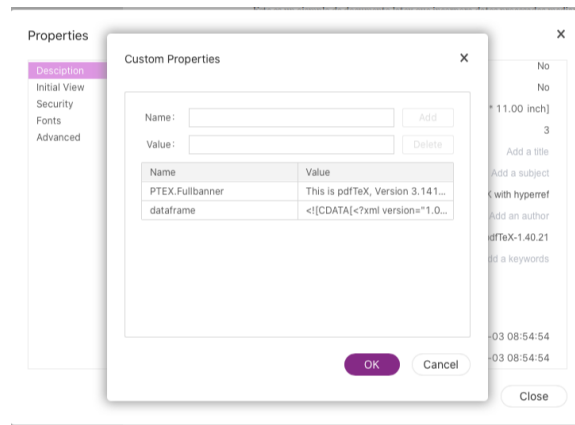 Properties
X
Desciption
Initial View
Security
Fonts
Advanced
No
No
* 11.00 inch]
3
Add a title
Add a subject
with hyperref
Add an author
dfTeX-1.40.21
dd a keywords
-03 08:54:54
-03 08:54:54
Close
Custom Properties
X
Name:
Add
Value:
Delete
Name Value
PTEX.Fullbanner This is pdfTeX, Version 3.141...
dataframe <![CDATA[<?xml version="1.0...
OK
Cancel